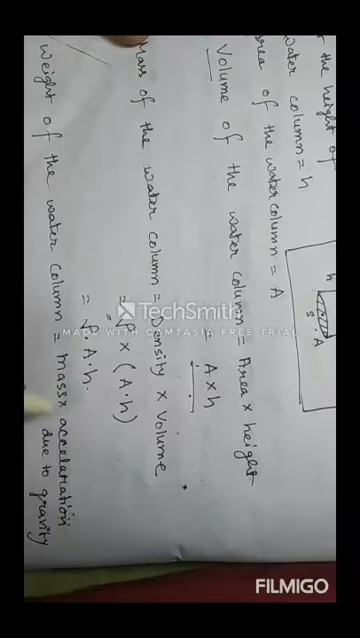 the height of
water column = h
area of the water column = A
h
S.A
Volume of the water column = Area x height
= A x h
Mass of the water column = Density x Volume
= ρ x (A·h)
= ρ·A·h.
Weight of the water column = mass x accelaration
due to gravity
TechSmith
MADE WITH CAMTASIA FREE TRIAL
FILMIGO